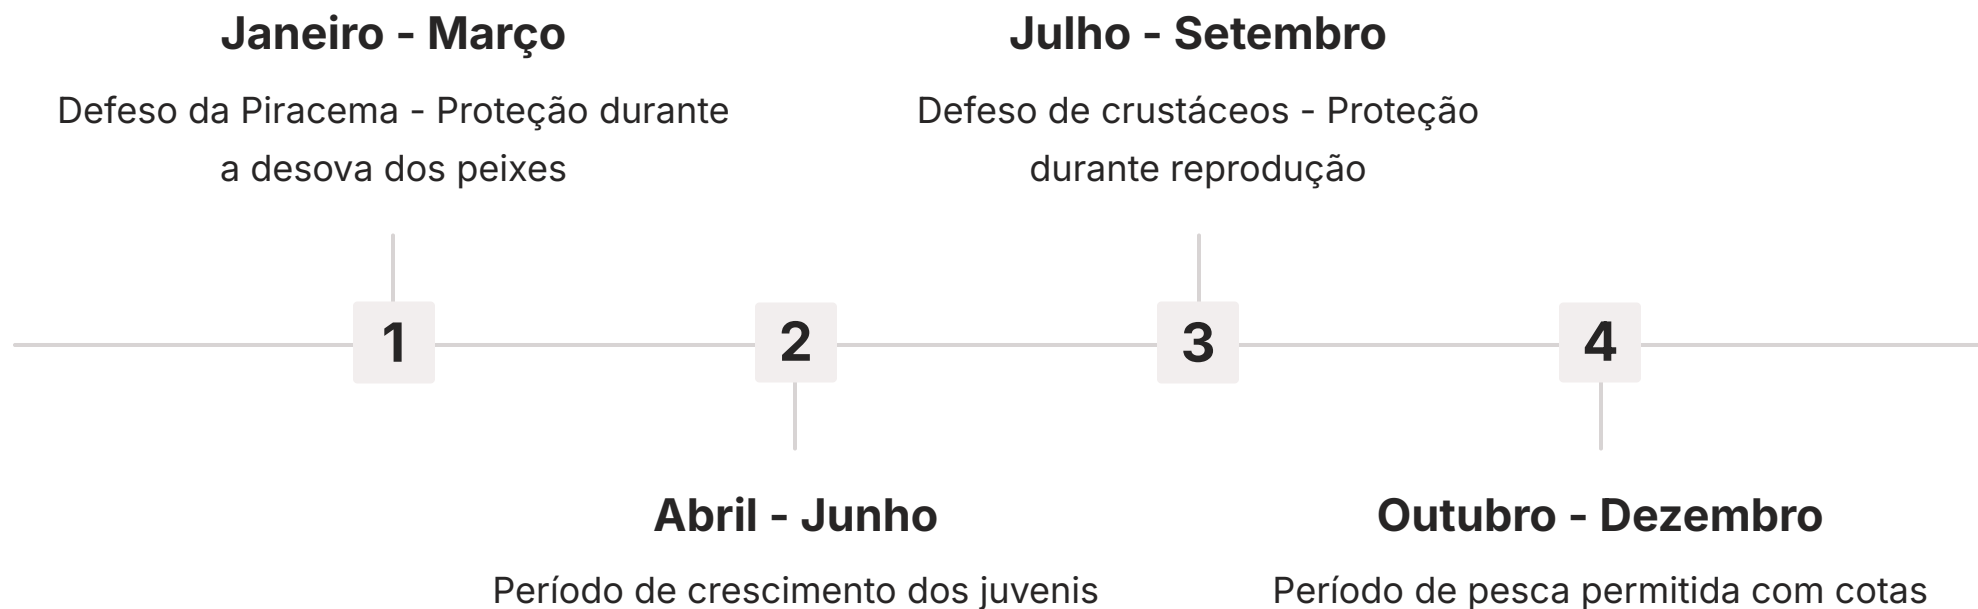 Janeiro - Março
Defeso da Piracema - Proteção durante
a desova dos peixes
Julho - Setembro
Defeso de crustáceos - Proteção
durante reprodução
1
2
3
4
Abril - Junho
Período de crescimento dos juvenis
Outubro - Dezembro
Período de pesca permitida com cotas